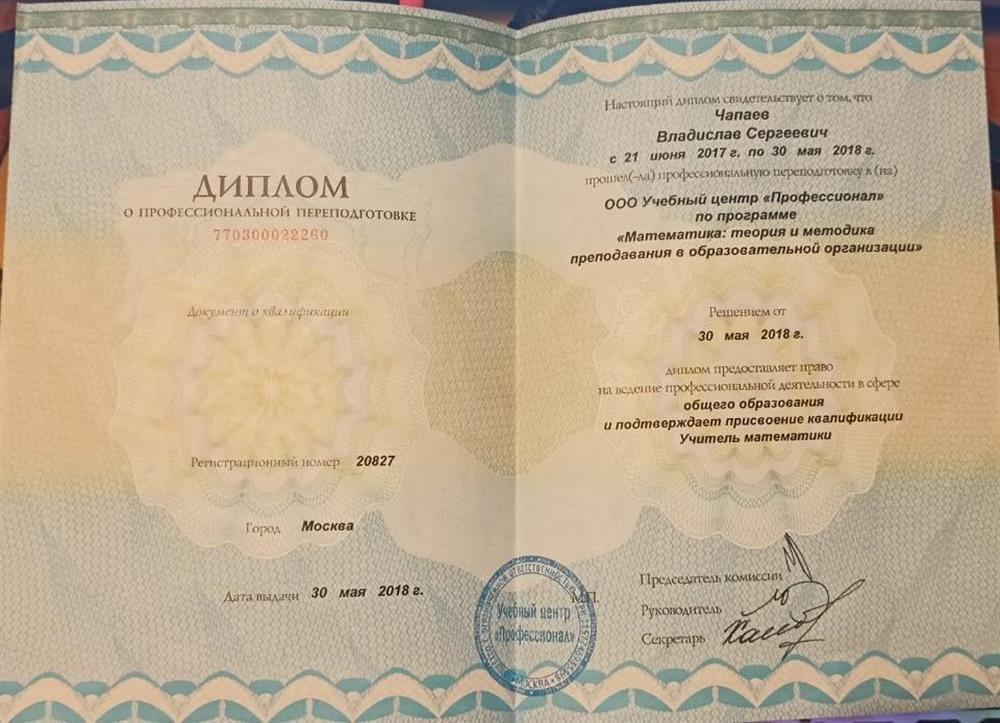 ДИПЛОМ
О ПРОФЕССИОНАЛЬНОЙ ПЕРЕПОДГОТОВКЕ
770300022260
Документ о квалификации
Регистрационный номер 20827
Город Москва
Дата выдачи 30 мая 2018 г.
Настоящий диплом свидетельствует о том, что
Чапаев
Владислав Сергеевич
с 21 июня 2017 г. по 30 мая 2018 г.
прошел(-ла) профессиональную переподготовку в (на)
ООО Учебный центр «Профессионал»
по программе
«Математика: теория и методика
преподавания в образовательной организации»
Решением от
30 мая 2018 г.
диплом предоставляет право
на ведение профессиональной деятельности в сфере
общего образования
и подтверждает присвоение квалификации
Учитель математики
Председатель комиссии
М.П.
Руководитель
Секретарь
Учебный центр
«Профессионал»
МОСКВА